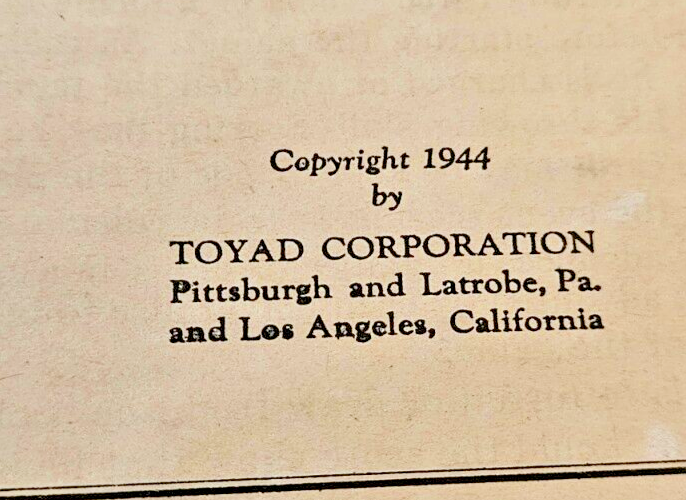 Copyright 1944
by
TOYAD CORPORATION
Pittsburgh and Latrobe, Pa.
and Los Angeles, California